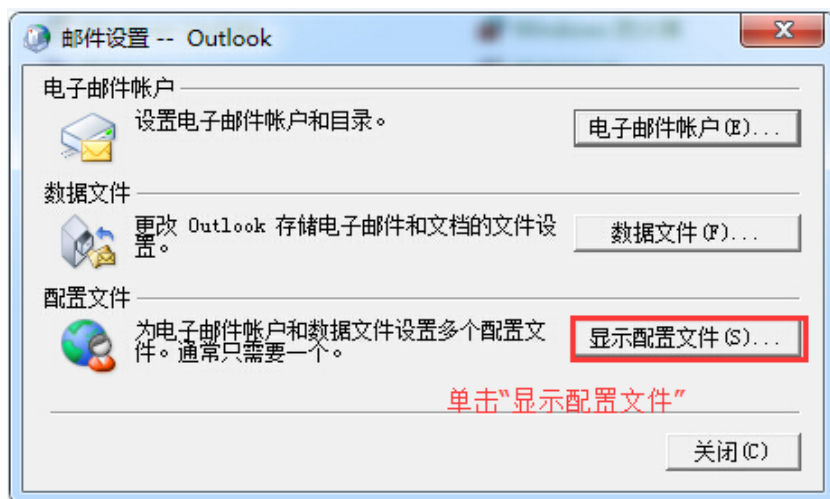 邮件设置 -- Outlook
电子邮件帐户
设置电子邮件帐户和目录。
电子邮件帐户(E)...
数据文件
更改 Outlook 存储电子邮件和文档的文件设
置。
数据文件(F)...
配置文件
为电子邮件帐户和数据文件设置多个配置文
件。通常只需要一个。
显示配置文件(S)...
单击“显示配置文件”
关闭(C)